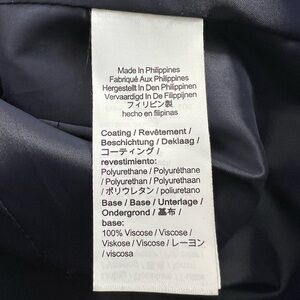 Made In Philippines
Fabriqué Aux Philippines
Hergestellt In Den Philippinen
Vervaardigd In De Filippijnen
フィリピン製
hecho en filipinas
Coating / Revêtement /
Beschichtung / Deklaag /
コーティング /
revestimiento:
Polyurethane / Polyuréthane
/ Polyurethan / Polyurethaan
/ ポリウレタン / poliuretano
Base / Base / Unterlage /
Ondergrond / 基布 /
base:
100% Viscose / Viscose /
Viskose / Viscose / レーヨン
/ viscosa